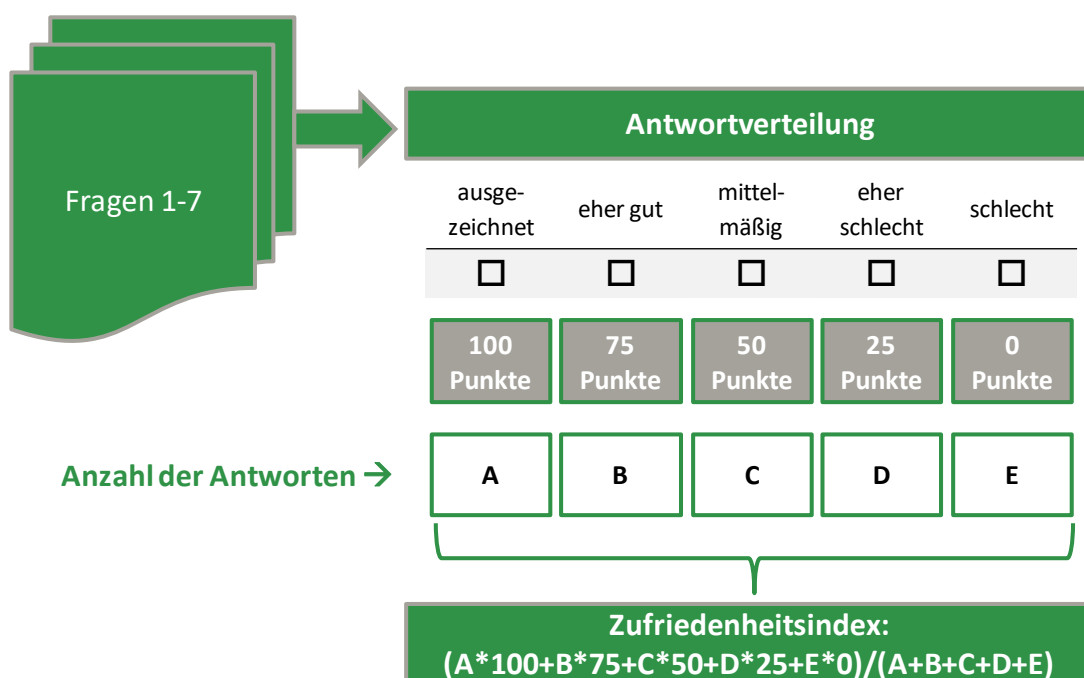 Fragen 1-7
Antwortverteilung
ausge-
zeichnet
eher gut
mittel-
mäßig
eher
schlecht
schlecht
100
Punkte
75
Punkte
50
Punkte
25
Punkte
0
Punkte
Anzahl der Antworten →
A
B
C
D
E
Zufriedenheitsindex:
(A*100+B*75+C*50+D*25+E*0)/(A+B+C+D+E)